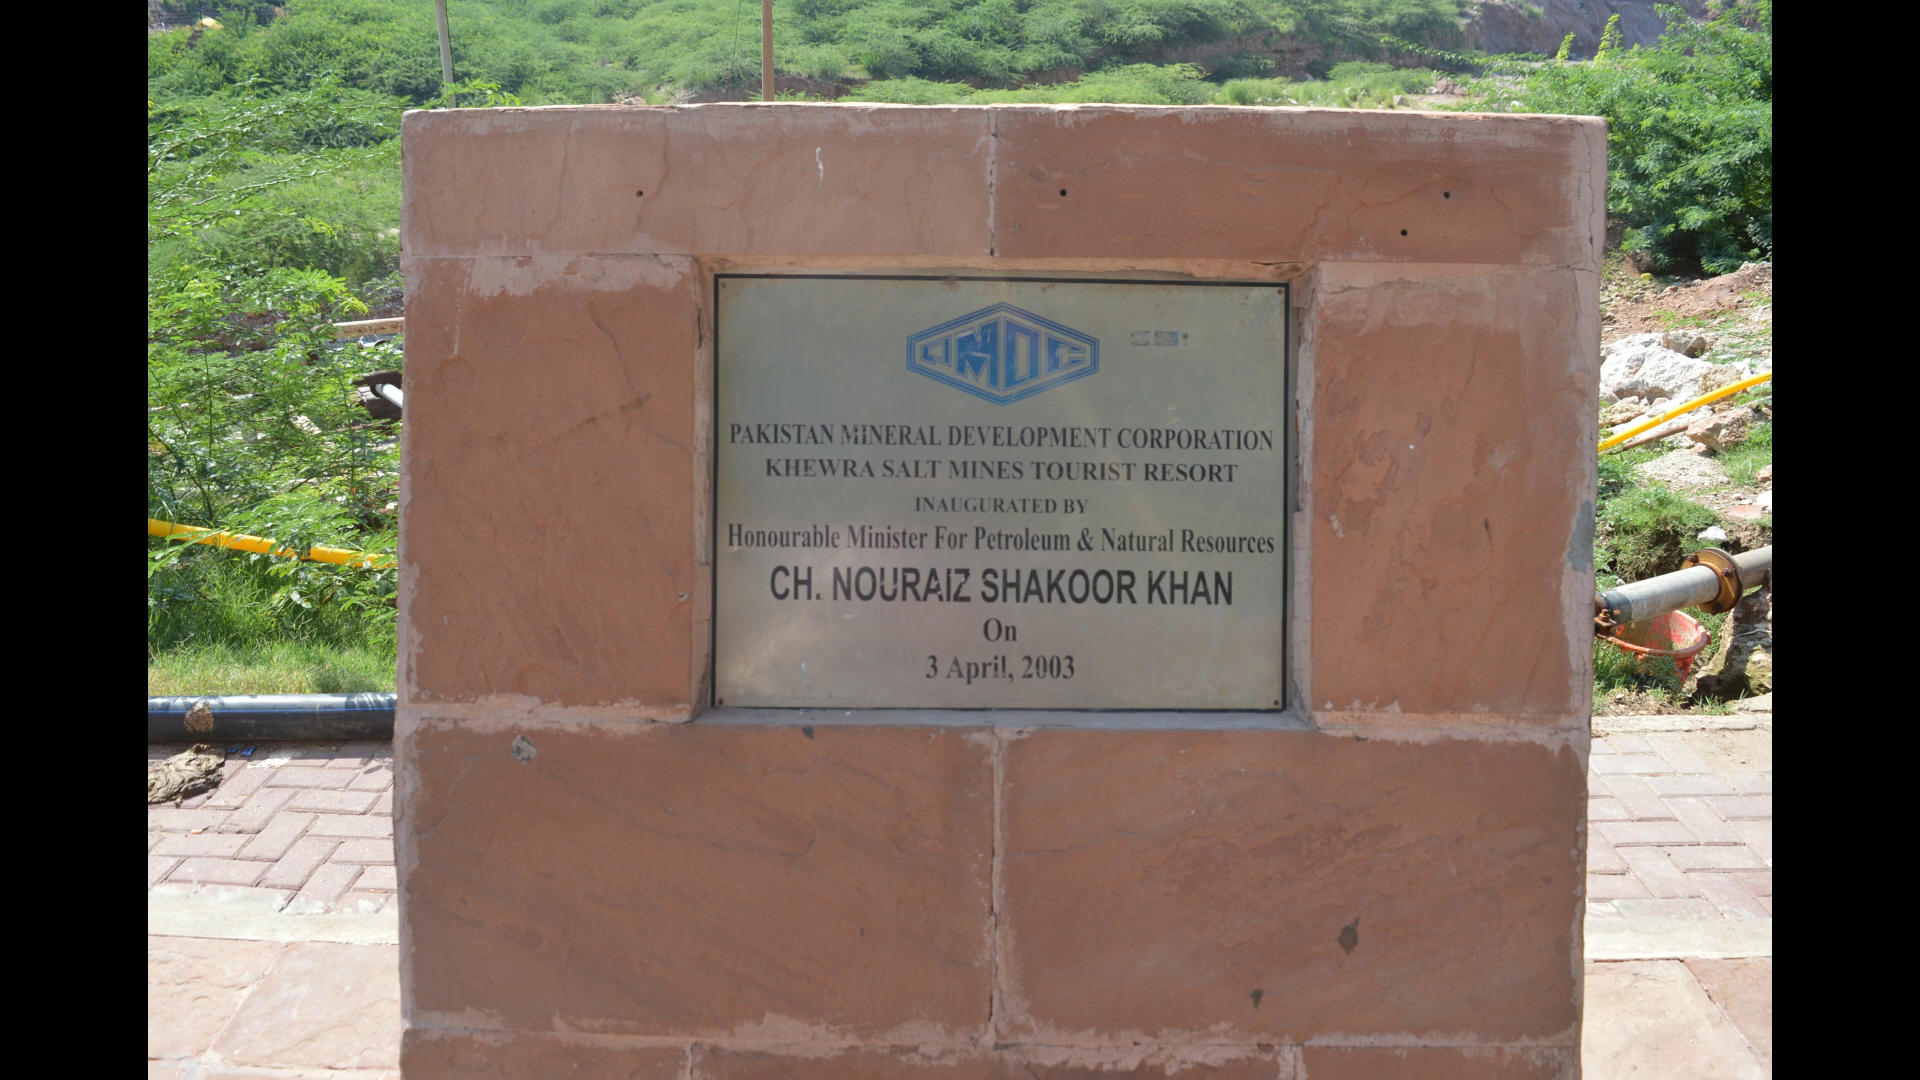 PMDC
PAKISTAN MINERAL DEVELOPMENT CORPORATION
KHEWRA SALT MINES TOURIST RESORT
INAUGURATED BY
Honourable Minister For Petroleum & Natural Resources
CH. NOURAIZ SHAKOOR KHAN
On
3 April, 2003